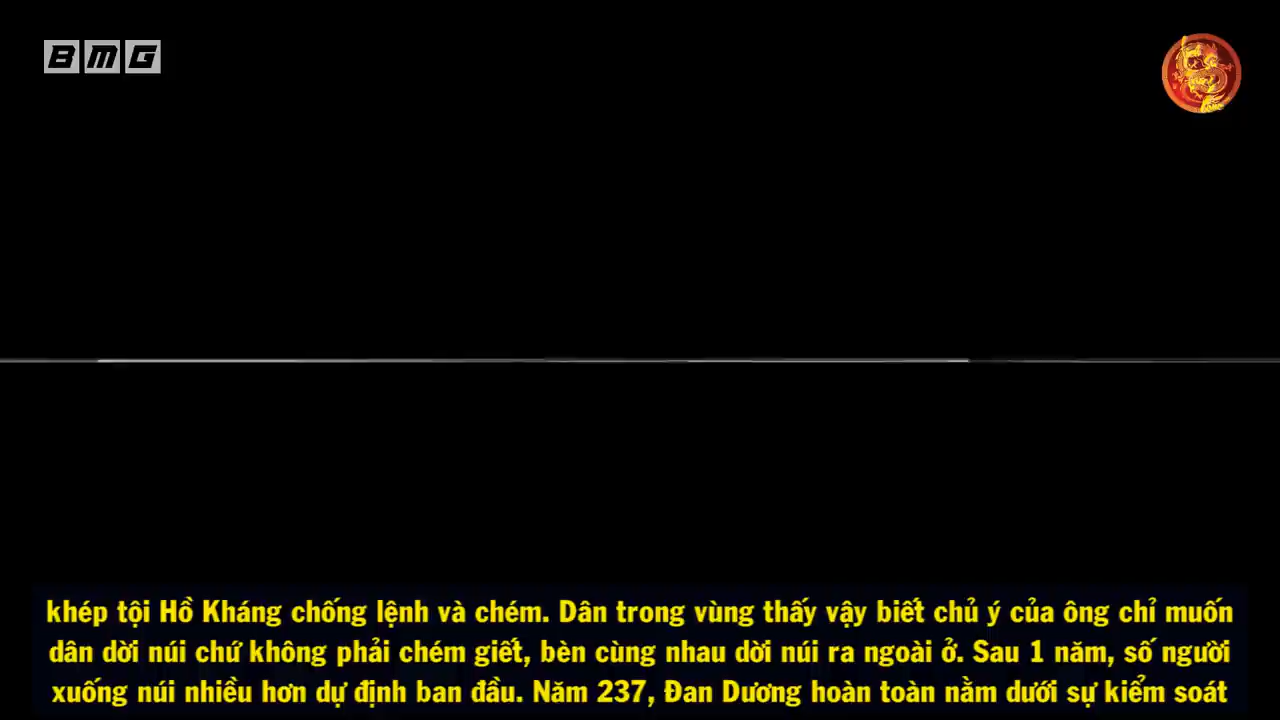 BMG
khép tội Hồ Kháng chống lệnh và chém. Dân trong vùng thấy vậy biết chủ ý của ông chỉ muốn
dân dời núi chứ không phải chém giết, bèn cùng nhau dời núi ra ngoài ở. Sau 1 năm, số người
xuống núi nhiều hơn dự định ban đầu. Năm 237, Đan Dương hoàn toàn nằm dưới sự kiểm soát